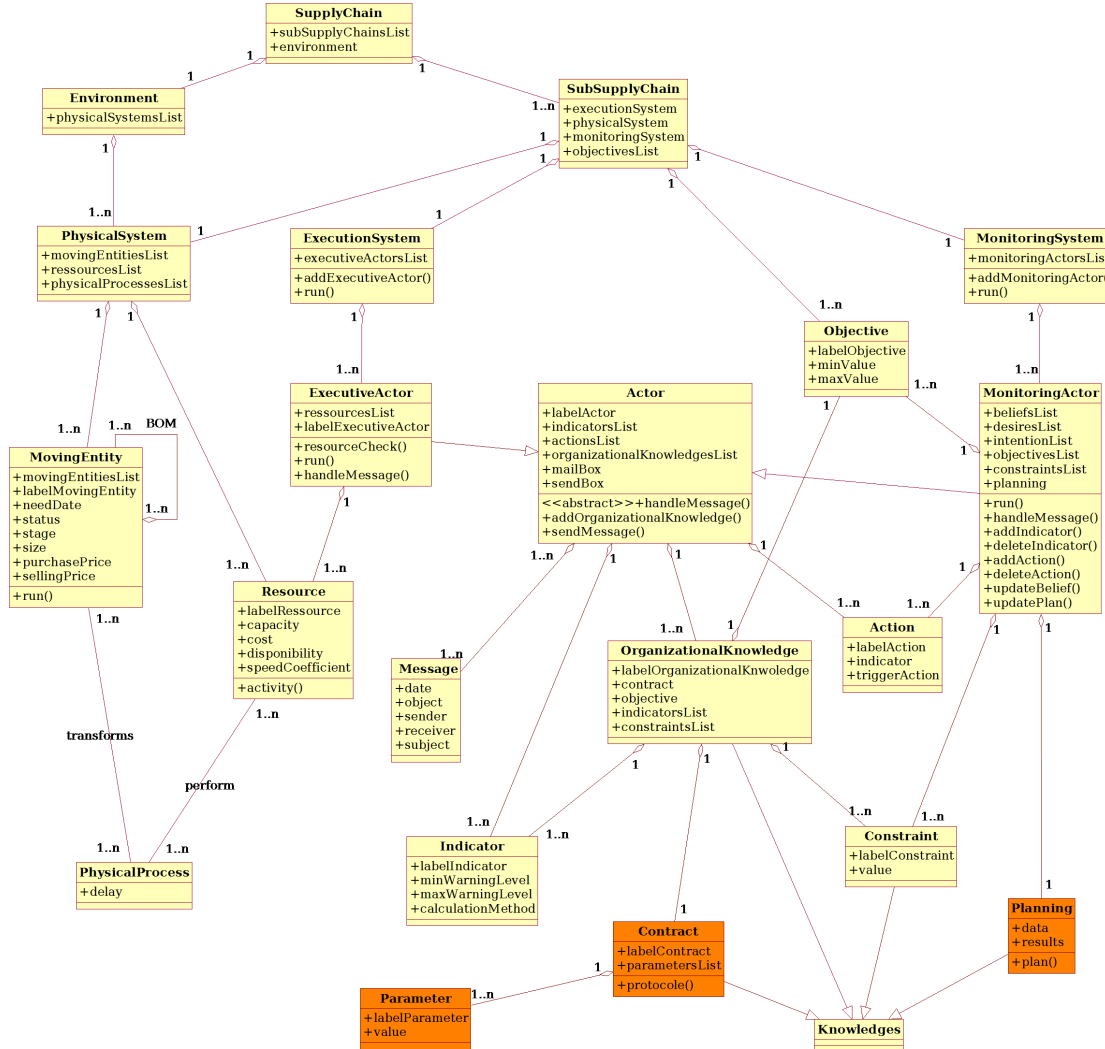 SupplyChain
+subSupplyChainsList
+environment
1
1
1
1..n
Environment
+physicalSystemsList
1
1..n
SubSupplyChain
+executionSystem
+physicalSystem
+monitoringSystem
+objectivesList
1
1
1
1
1
1
1
1..n
PhysicalSystem
+movingEntitiesList
+ressourcesList
+physicalProcessesList
1
1
1..n
1..n
ExecutionSystem
+executiveActorsList
+addExecutiveActor()
+run()
1
1..n
MonitoringSystem
+monitoringActorsList
+addMonitoringActor()
+run()
1
1..n
Objective
+labelObjective
+minValue
+maxValue
1..n
1
1
ExecutiveActor
+ressourcesList
+labelExecutiveActor
+resourceCheck()
+run()
+handleMessage()
1
1..n
Actor
+labelActor
+indicatorsList
+actionsList
+organizationalKnowledgesList
+mailBox
+sendBox
<<abstract>>+handleMessage()
+addOrganizationalKnowledge()
+sendMessage()
1..n
1
1
1
MonitoringActor
+beliefsList
+desiresList
+intentionList
+objectivesList
+constraintsList
+planning
+run()
+handleMessage()
+addIndicator()
+deleteIndicator()
+addAction()
+deleteAction()
+updateBelief()
+updatePlan()
1
1
1
1..n
BOM
1..n
MovingEntity
+movingEntitiesList
+labelMovingEntity
+needDate
+status
+stage
+size
+purchasePrice
+sellingPrice
+run()
1..n
transforms
1..n
Resource
+labelRessource
+capacity
+cost
+disponibility
+speedCoefficient
+activity()
1..n
perform
1..n
Message
+date
+object
+sender
+receiver
+subject
1..n
OrganizationalKnowledge
+labelOrganizationalKnwoledge
+contract
+objective
+indicatorsList
+constraintsList
1..n
1
1
1
1
Action
+labelAction
+indicator
+triggerAction
1..n
1..n
PhysicalProcess
+delay
Indicator
+labelIndicator
+minWarningLevel
+maxWarningLevel
+calculationMethod
1..n
1..n
Constraint
+labelConstraint
+value
1..n
1..n
Contract
+labelContract
+parametersList
+protocole()
1
1
1..n
Planning
+data
+results
+plan()
1
Parameter
+labelParameter
+value
Knowledges